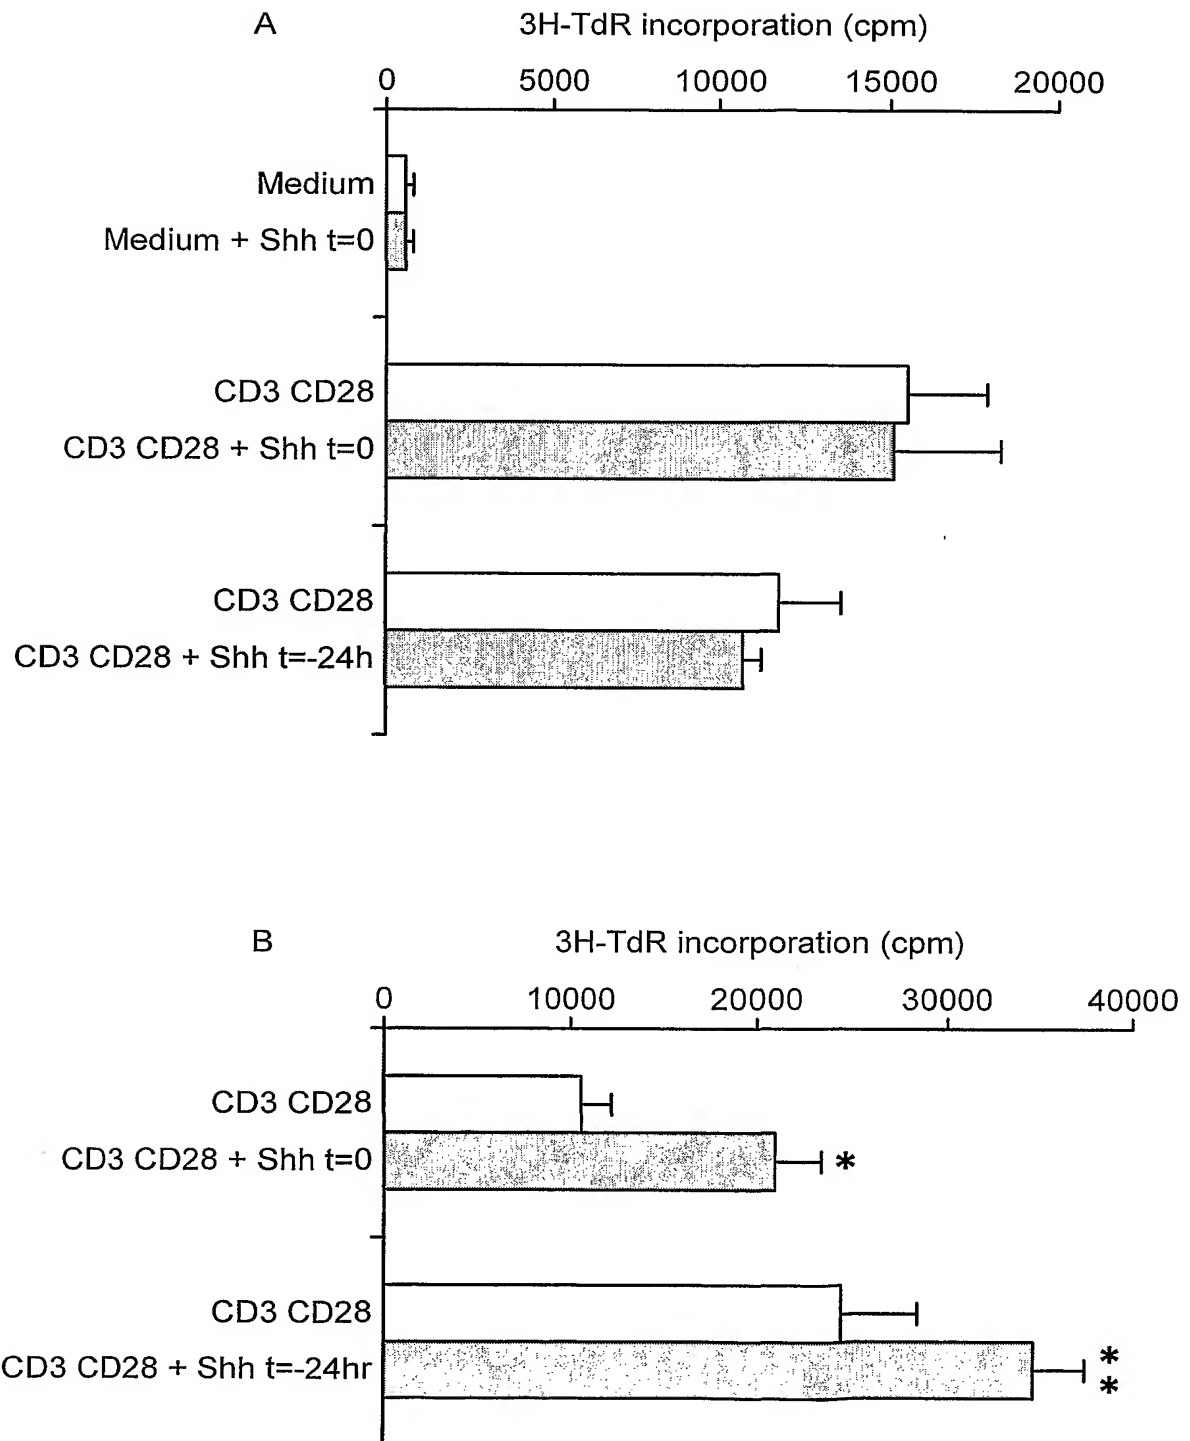 A 3H-TdR incorporation (cpm)
0 5000 10000 15000 20000
Medium
Medium + Shh t=0
CD3 CD28
CD3 CD28 + Shh t=0
CD3 CD28
CD3 CD28 + Shh t=-24h
B 3H-TdR incorporation (cpm)
0 10000 20000 30000 40000
CD3 CD28
CD3 CD28 + Shh t=0 *
CD3 CD28
CD3 CD28 + Shh t=-24hr **